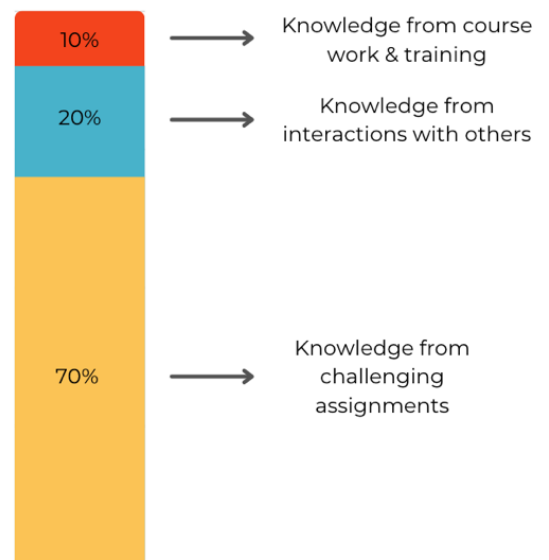 10%
Knowledge from course
work & training
20%
Knowledge from
interactions with others
70%
Knowledge from
challenging
assignments